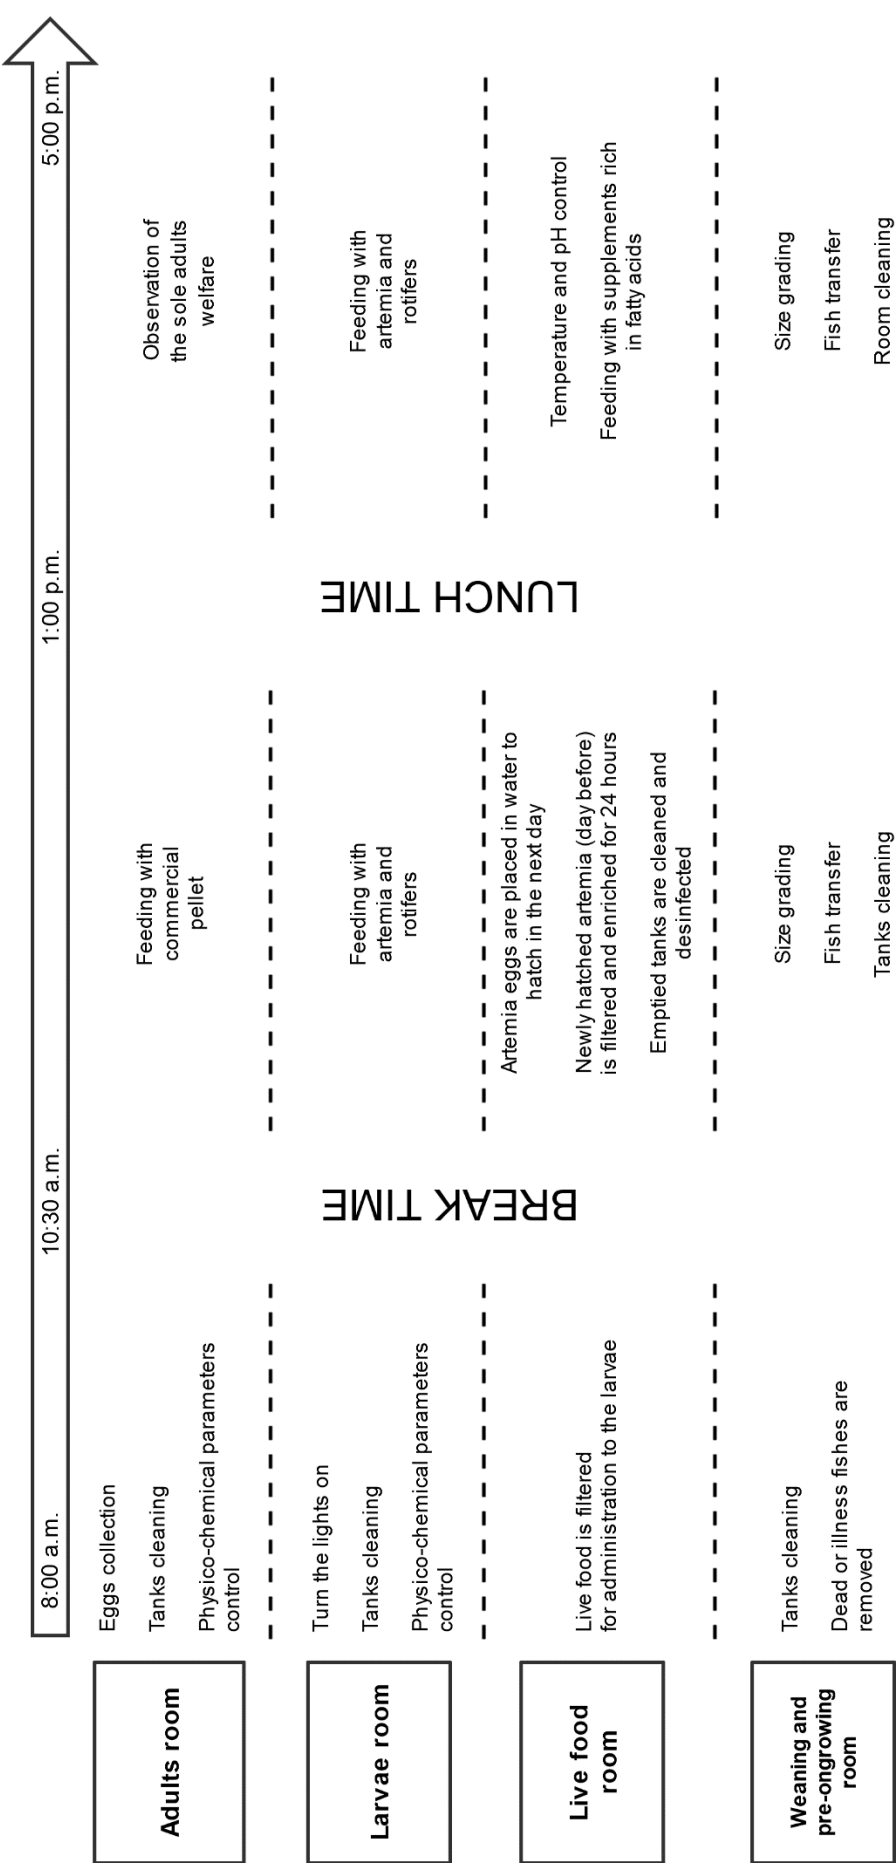 8:00 a.m.
10:30 a.m.
1:00 p.m.
5:00 p.m.
Adults room
Eggs collection
Tanks cleaning
Physico-chemical parameters
control
Feeding with
commercial
pellet
Observation of
the sole adults
welfare
Larvae room
Turn the lights on
Tanks cleaning
Physico-chemical parameters
control
BREAK TIME
Feeding with
artemia and
rotifers
LUNCH TIME
Feeding with
artemia and
rotifers
Live food
room
Live food is filtered
for administration to the larvae
Artemia eggs are placed in water to
hatch in the next day
Newly hatched artemia (day before)
is filtered and enriched for 24 hours
Emptied tanks are cleaned and
desinfected
Temperature and pH control
Feeding with supplements rich
in fatty acids
Weaning and
pre-ongrowing
room
Tanks cleaning
Dead or illness fishes are
removed
Size grading
Fish transfer
Tanks cleaning
Size grading
Fish transfer
Room cleaning